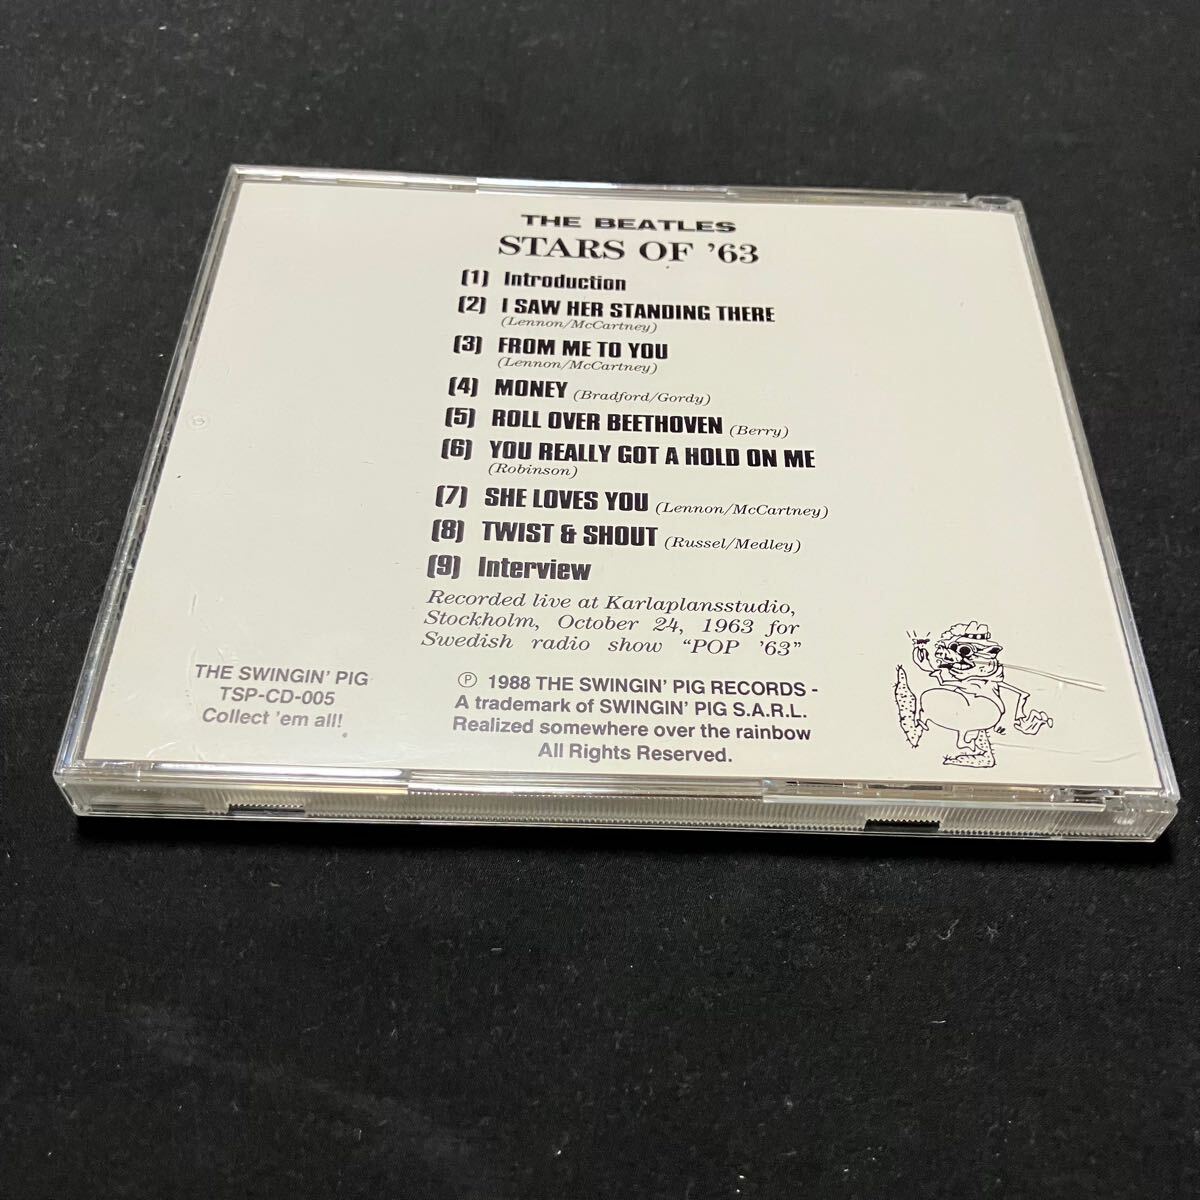 THE BEATLES
STARS OF '63
(1) Introduction
(2) I SAW HER STANDING THERE
(Lennon/McCartney)
(3) FROM ME TO YOU
(Lennon/McCartney)
(4) MONEY (Bradford/Gordy)
(5) ROLL OVER BEETHOVEN (Berry)
(6) YOU REALLY GOT A HOLD ON ME
(Robinson)
(7) SHE LOVES YOU (Lennon/McCartney)
(8) TWIST & SHOUT (Russel/Medley)
(9) Interview
Recorded live at Karlaplansstudio,
Stockholm, October 24, 1963 for
Swedish radio show "POP '63"
THE SWINGIN' PIG
TSP-CD-005
Collect 'em all!
Ⓟ 1988 THE SWINGIN' PIG RECORDS -
A trademark of SWINGIN' PIG S.A.R.L.
Realized somewhere over the rainbow
All Rights Reserved.